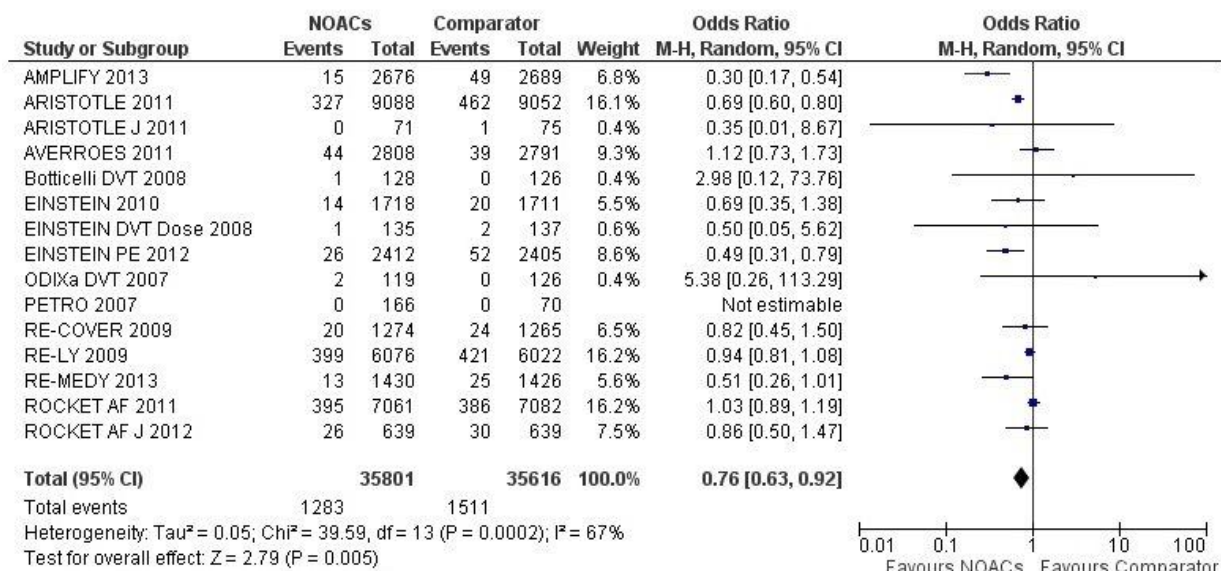 NOACs Comparator Odds Ratio Odds Ratio
Study or Subgroup Events Total Events Total Weight M-H, Random, 95% CI M-H, Random, 95% CI
AMPLIFY 2013 15 2676 49 2689 6.8% 0.30 [0.17, 0.54]
ARISTOTLE 2011 327 9088 462 9052 16.1% 0.69 [0.60, 0.80]
ARISTOTLE J 2011 0 71 1 75 0.4% 0.35 [0.01, 8.67]
AVERROES 2011 44 2808 39 2791 9.3% 1.12 [0.73, 1.73]
Botticelli DVT 2008 1 128 0 126 0.4% 2.98 [0.12, 73.76]
EINSTEIN 2010 14 1718 20 1711 5.5% 0.69 [0.35, 1.38]
EINSTEIN DVT Dose 2008 1 135 2 137 0.6% 0.50 [0.05, 5.62]
EINSTEIN PE 2012 26 2412 52 2405 8.6% 0.49 [0.31, 0.79]
ODIXa DVT 2007 2 119 0 126 0.4% 5.38 [0.26, 113.29]
PETRO 2007 0 166 0 70 Not estimable
RE-COVER 2009 20 1274 24 1265 6.5% 0.82 [0.45, 1.50]
RE-LY 2009 399 6076 421 6022 16.2% 0.94 [0.81, 1.08]
RE-MEDY 2013 13 1430 25 1426 5.6% 0.51 [0.26, 1.01]
ROCKET AF 2011 395 7061 386 7082 16.2% 1.03 [0.89, 1.19]
ROCKET AF J 2012 26 639 30 639 7.5% 0.86 [0.50, 1.47]
Total (95% CI) 35801 35616 100.0% 0.76 [0.63, 0.92]
Total events 1283 1511
Heterogeneity: Tau² = 0.05; Chi² = 39.59, df = 13 (P = 0.0002); I² = 67%
Test for overall effect: Z = 2.79 (P = 0.005)
0.01 0.1 1 10 100
Favours NOACs Favours Comparator